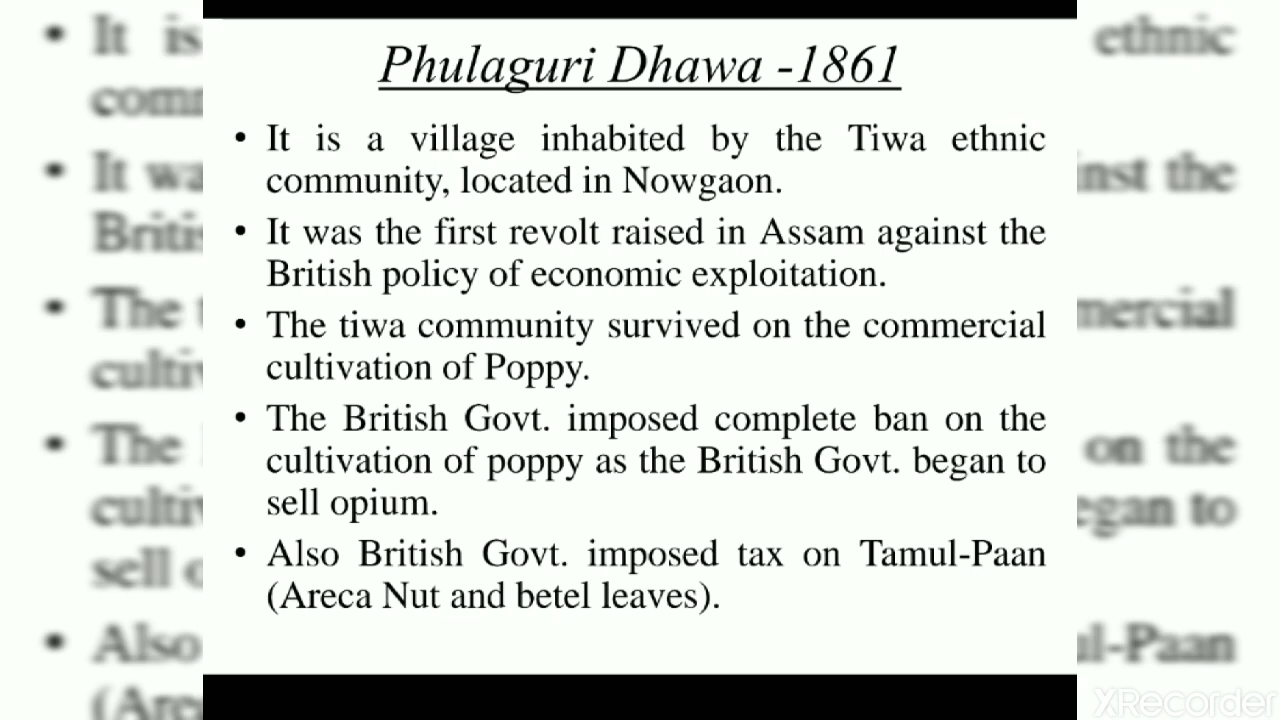 Phulaguri Dhawa -1861
• It is a village inhabited by the Tiwa ethnic
community, located in Nowgaon.
• It was the first revolt raised in Assam against the
British policy of economic exploitation.
• The tiwa community survived on the commercial
cultivation of Poppy.
• The British Govt. imposed complete ban on the
cultivation of poppy as the British Govt. began to
sell opium.
• Also British Govt. imposed tax on Tamul-Paan
(Areca Nut and betel leaves).
XRecorder